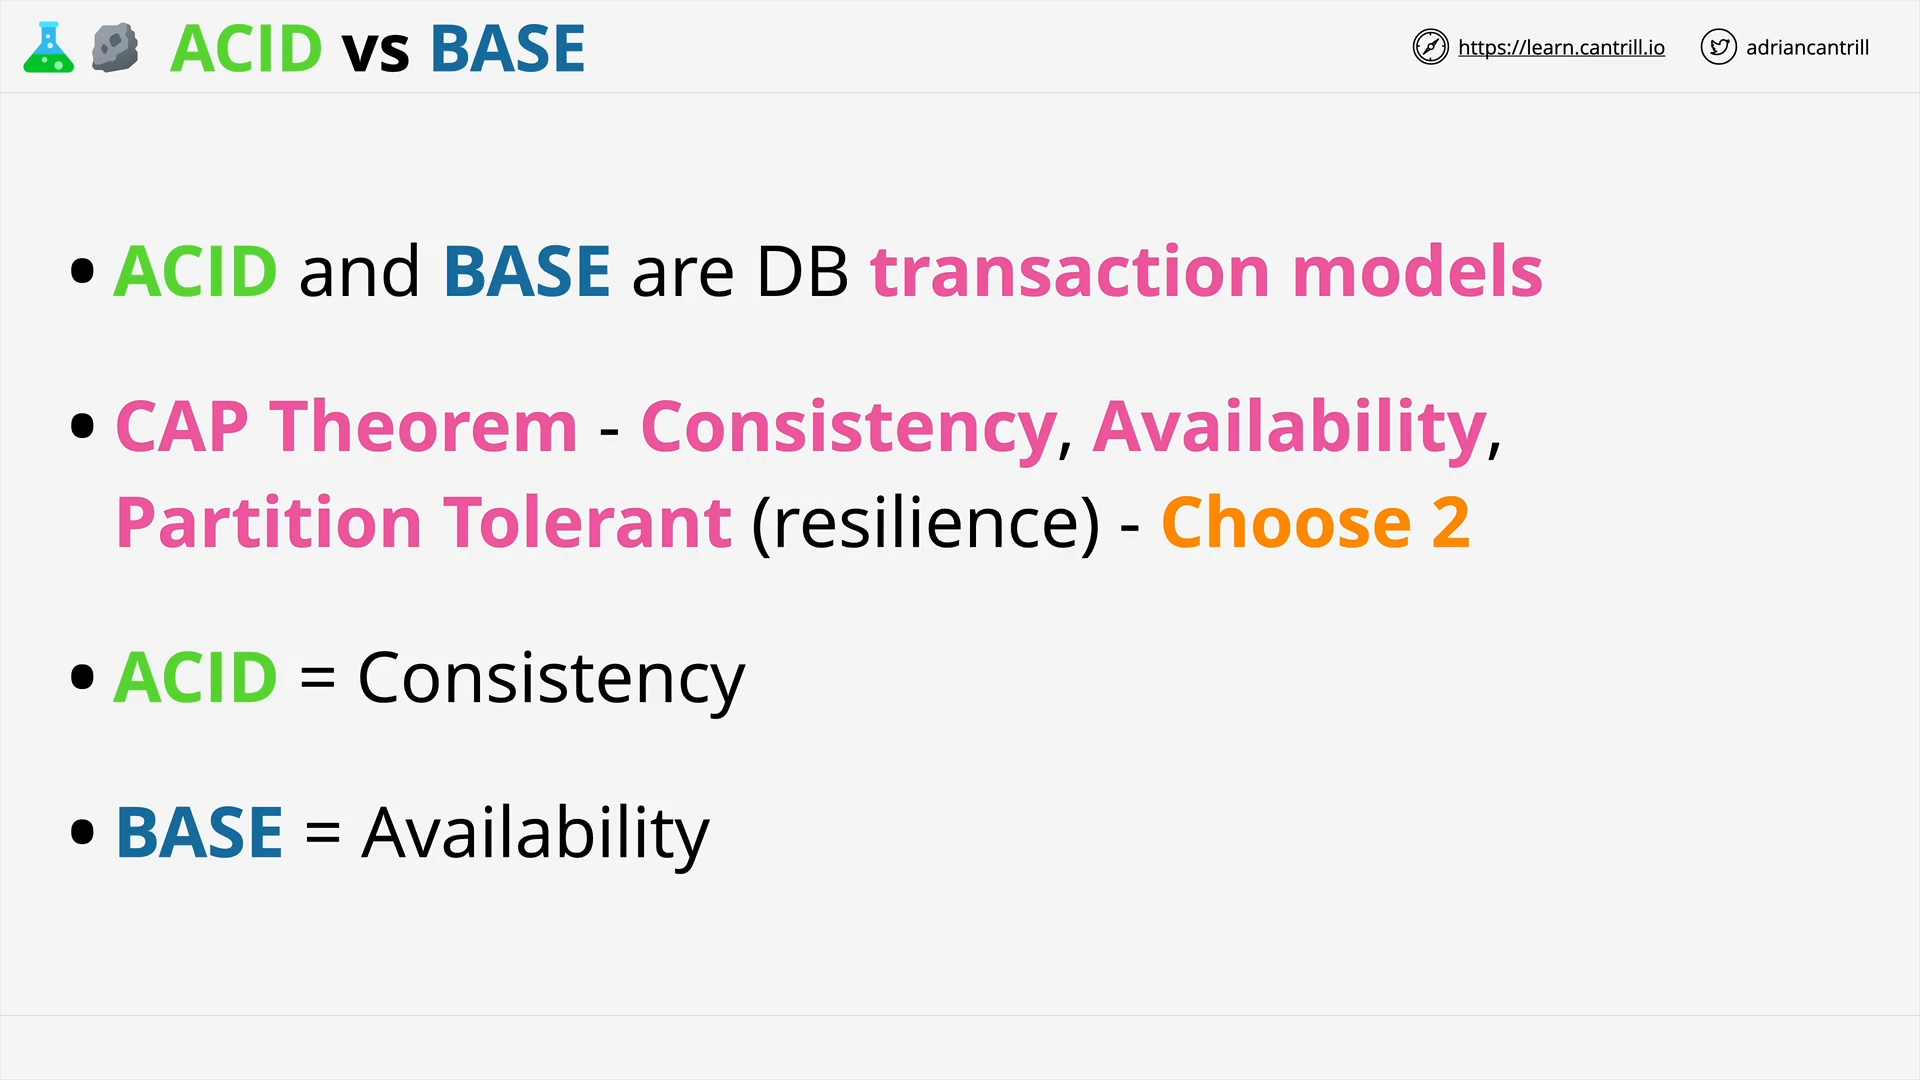 ACID vs BASE
https://learn.cantrill.io
adriancantrill
• ACID and BASE are DB transaction models
• CAP Theorem - Consistency, Availability,
Partition Tolerant (resilience) - Choose 2
• ACID = Consistency
• BASE = Availability